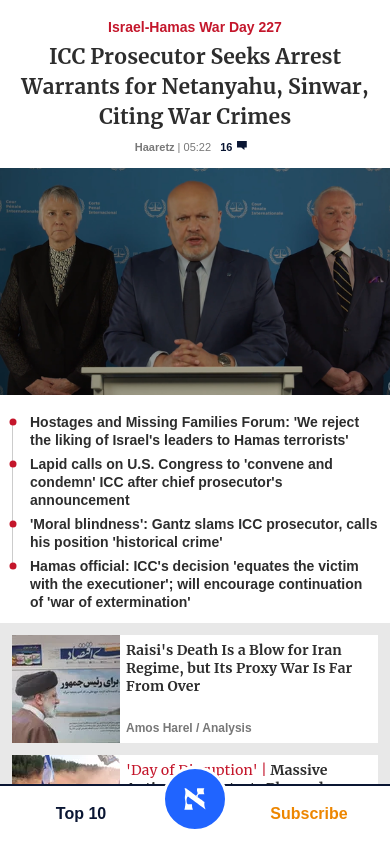 Israel-Hamas War Day 227
ICC Prosecutor Seeks Arrest
Warrants for Netanyahu, Sinwar,
Citing War Crimes
Haaretz | 05:22 16
Hostages and Missing Families Forum: 'We reject
the liking of Israel's leaders to Hamas terrorists'
Lapid calls on U.S. Congress to 'convene and
condemn' ICC after chief prosecutor's
announcement
'Moral blindness': Gantz slams ICC prosecutor, calls
his position 'historical crime'
Hamas official: ICC's decision 'equates the victim
with the executioner'; will encourage continuation
of 'war of extermination'
Raisi's Death Is a Blow for Iran
Regime, but Its Proxy War Is Far
From Over
Amos Harel / Analysis
'Day of Disruption' | Massive
Top 10
Subscribe